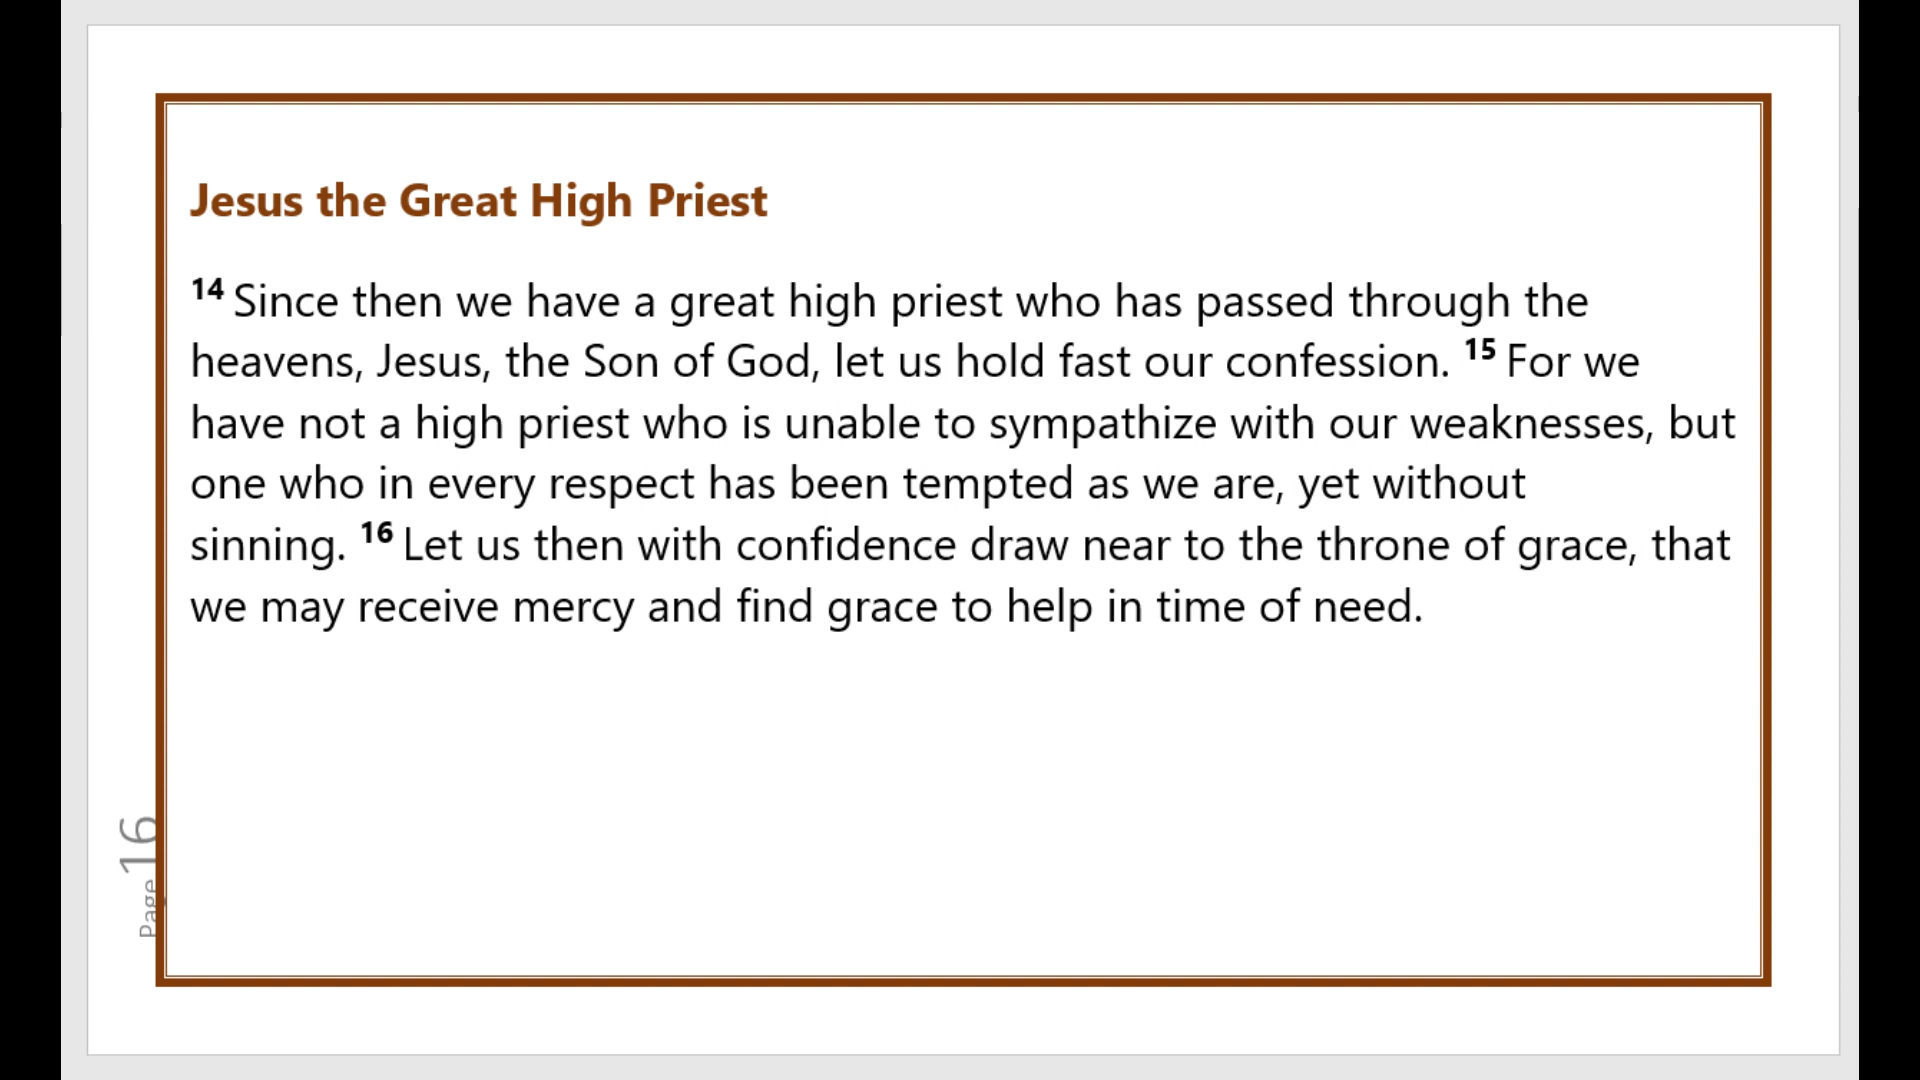 Jesus the Great High Priest
14 Since then we have a great high priest who has passed through the
heavens, Jesus, the Son of God, let us hold fast our confession. 15 For we
have not a high priest who is unable to sympathize with our weaknesses, but
one who in every respect has been tempted as we are, yet without
sinning. 16 Let us then with confidence draw near to the throne of grace, that
we may receive mercy and find grace to help in time of need.
Page 16